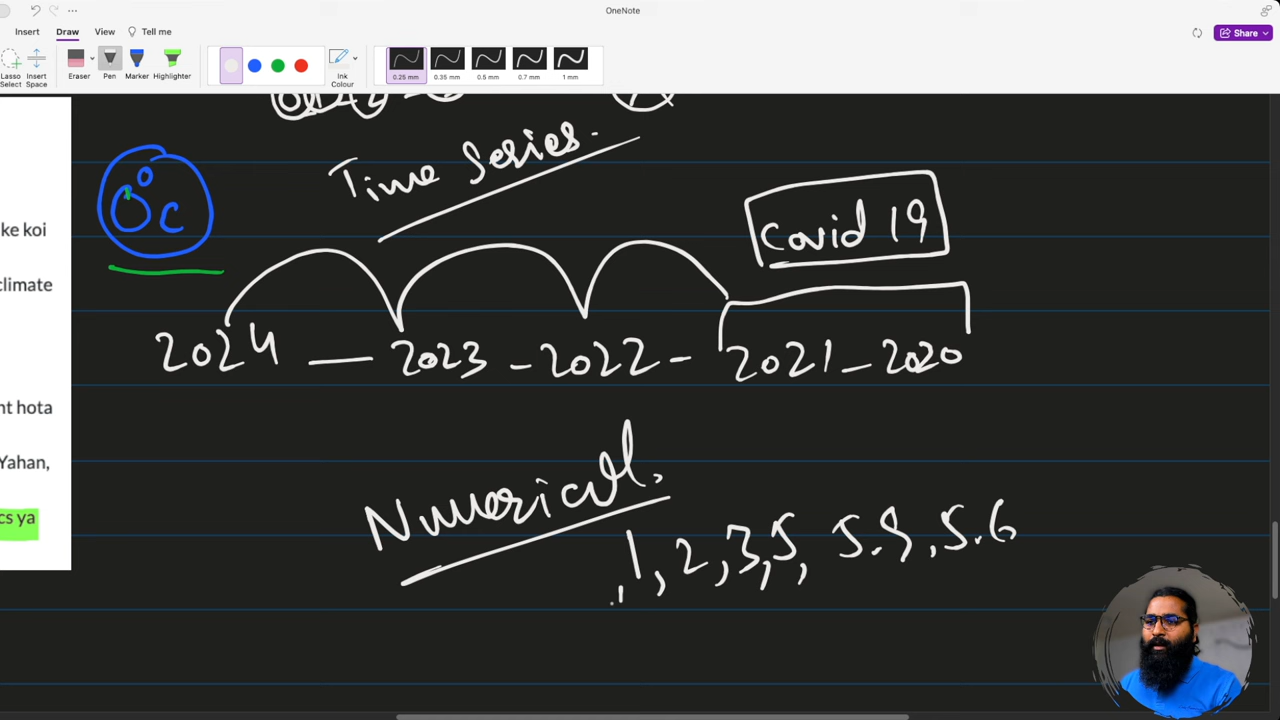 OneNote
Insert Draw View Tell me
Share
Lasso Select
Insert Space
Eraser
Pen
Marker
Highlighter
Ink Colour
0.25 mm
0.35 mm
0.5 mm
0.7 mm
1 mm
Time Series.
0°C
Covid 19
2024 — 2023 - 2022 - 2021 - 2020
ke koi
climate
nt hota
Yahan,
cs ya
Numerical.
,1, 2, 3, 5, 5.9, 5.6